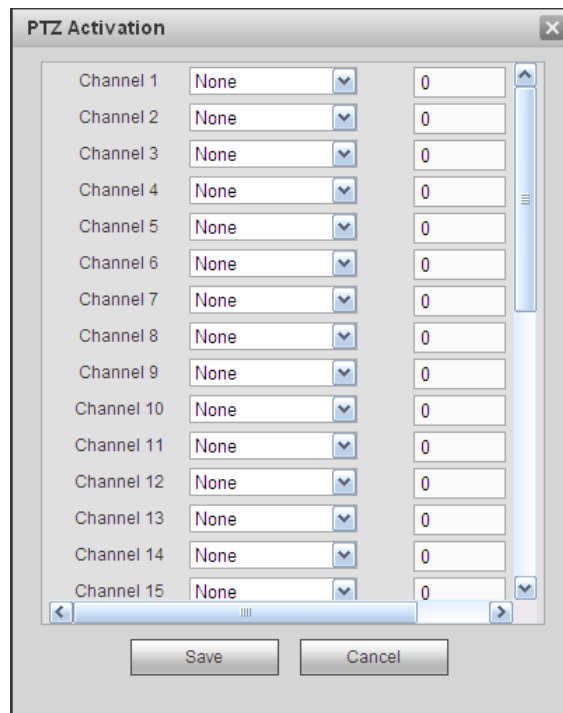 PTZ Activation
Channel 1 None 0
Channel 2 None 0
Channel 3 None 0
Channel 4 None 0
Channel 5 None 0
Channel 6 None 0
Channel 7 None 0
Channel 8 None 0
Channel 9 None 0
Channel 10 None 0
Channel 11 None 0
Channel 12 None 0
Channel 13 None 0
Channel 14 None 0
Channel 15 None 0
Save Cancel